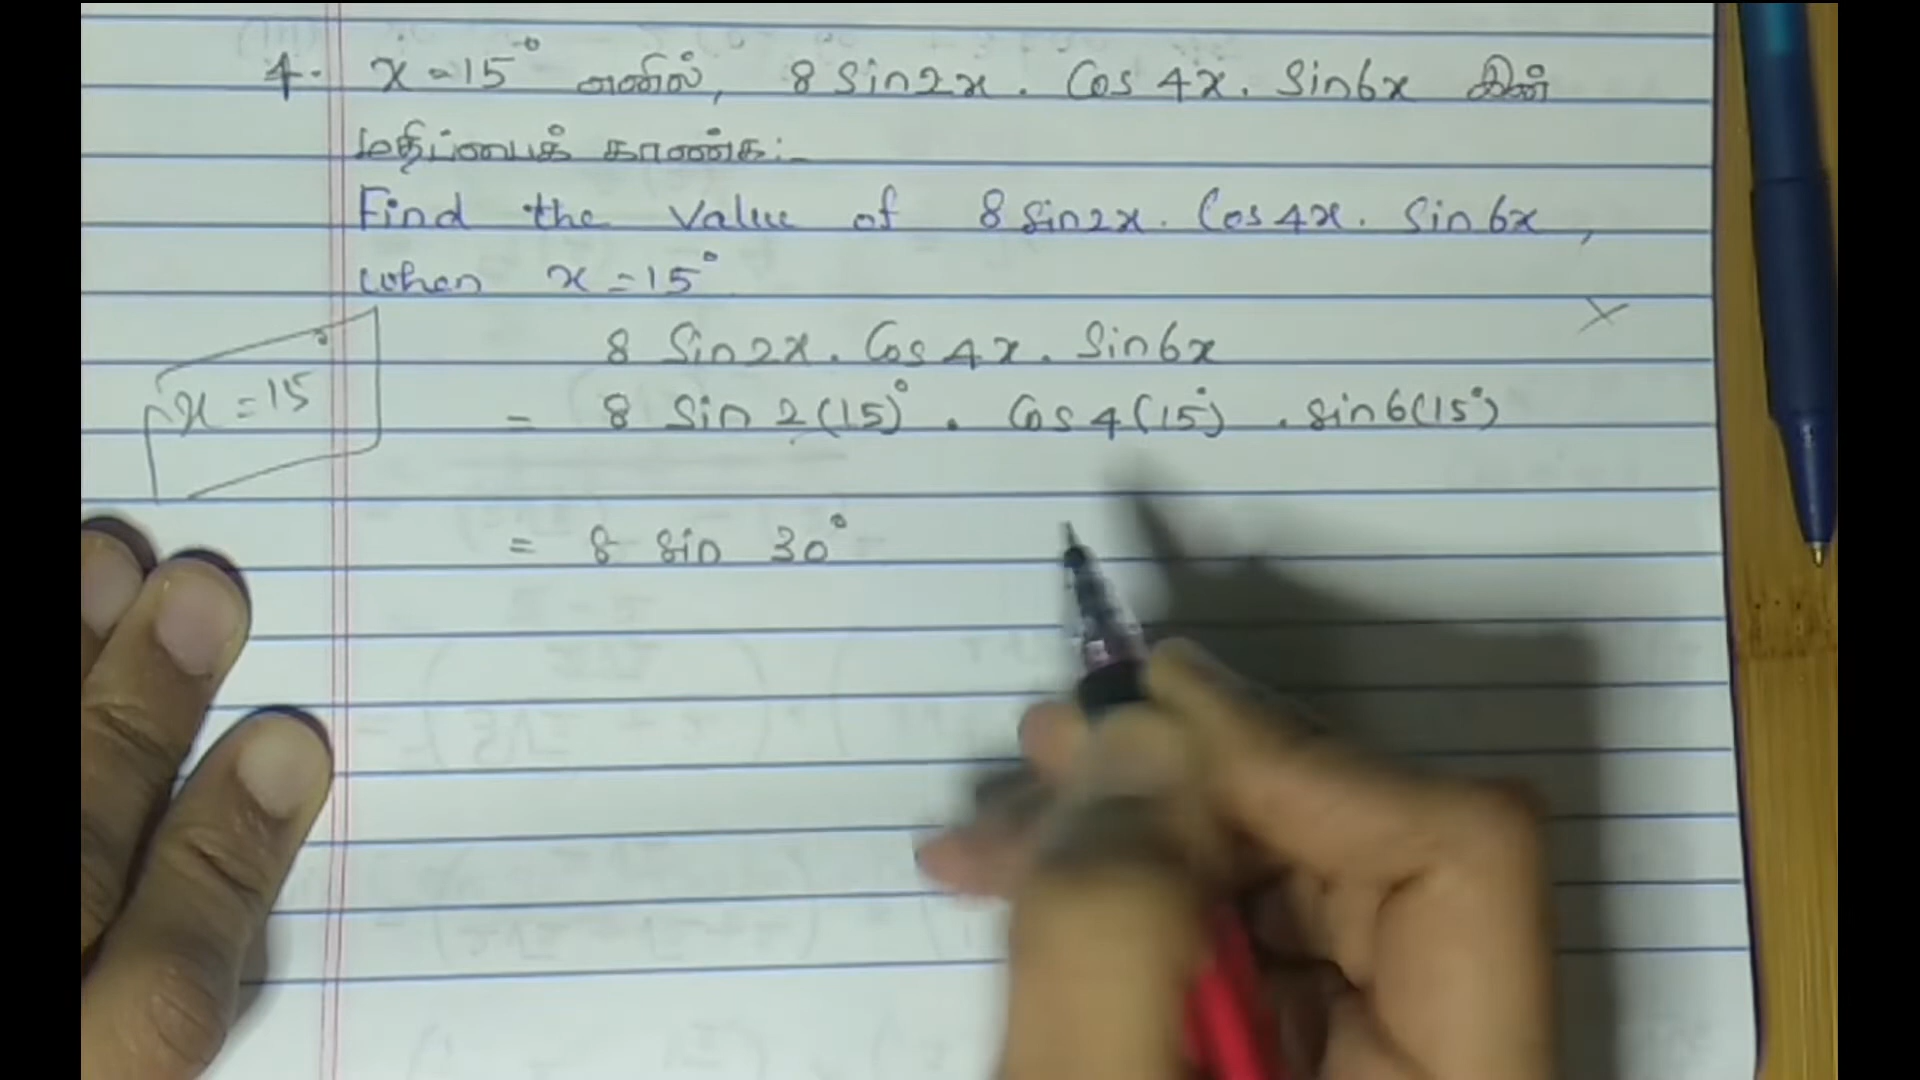 4. x = 15° எனில், 8 Sin2x . Cos 4x . Sin6x இன்
மதிப்பைக் காண்க:-
Find the Value of 8 Sin2x . Cos 4x . Sin 6x ,
when x = 15°
8 Sin2x . Cos 4x . Sin6x
x = 15°
= 8 Sin 2(15)° . Cos 4(15°) . sin6(15°)
= 8 sin 30°